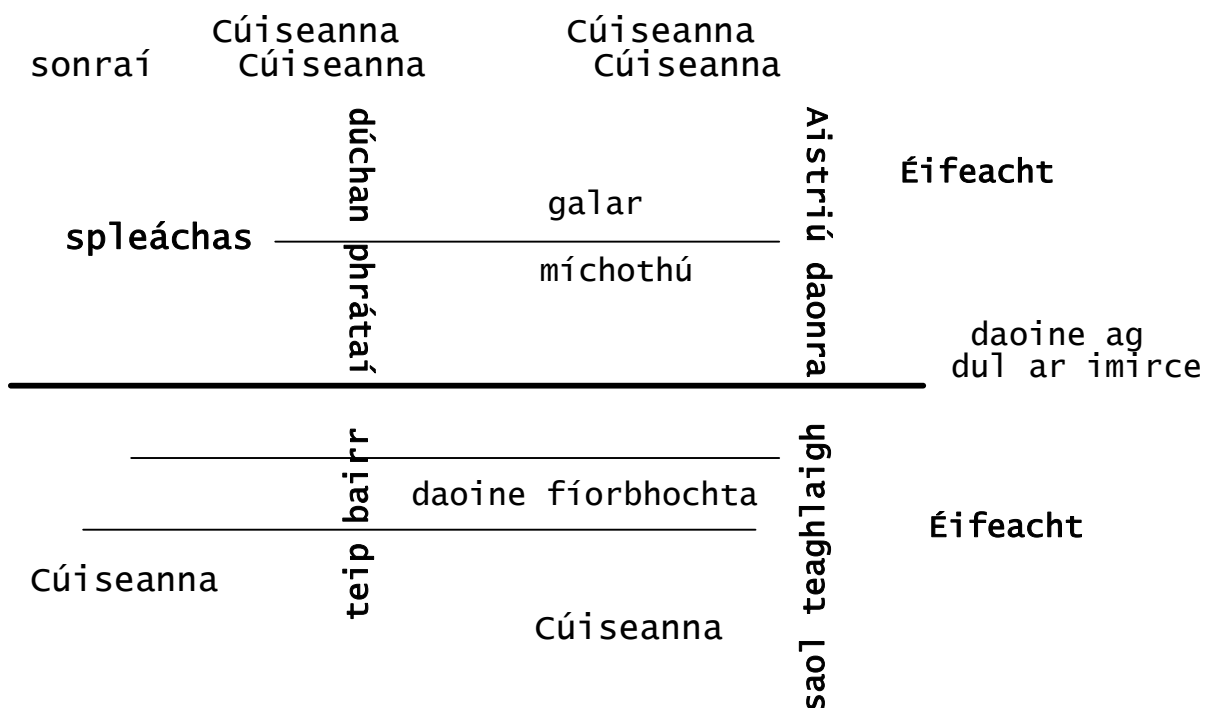 Cúiseanna Cúiseanna
sonraí Cúiseanna Cúiseanna
dúchan phrátaí
Aistriú daonra
Éifeacht
galar
spleáchas
míchothú
daoine ag
dul ar imirce
teip bairr
saol teaghlaigh
daoine fíorbhochta
Éifeacht
Cúiseanna
Cúiseanna